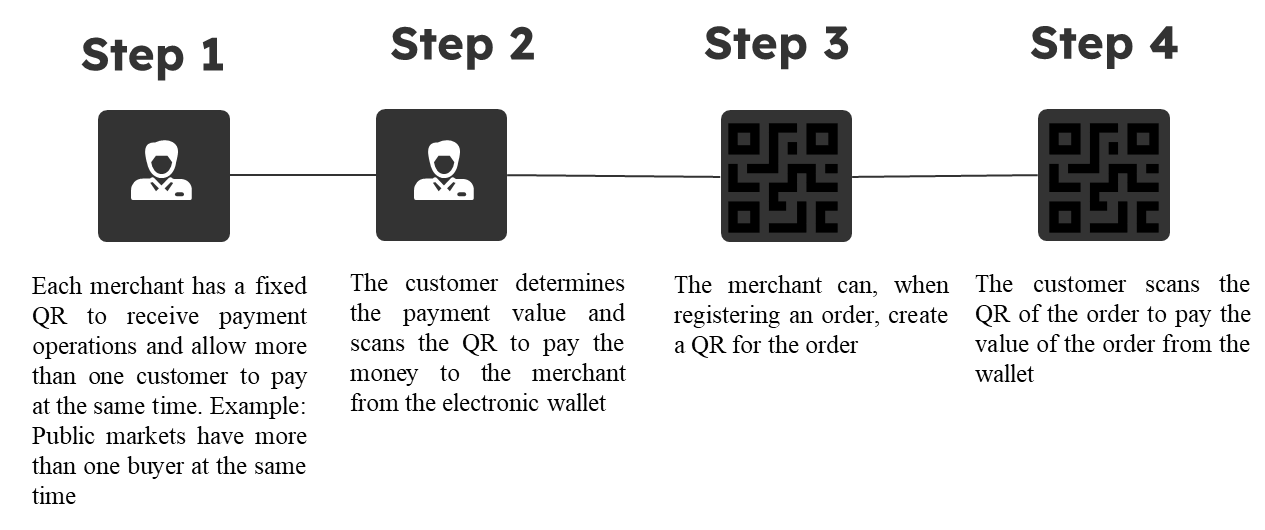 Step 1
Step 2
Step 3
Step 4
Each merchant has a fixed
QR to receive payment
operations and allow more
than one customer to pay
at the same time. Example:
Public markets have more
than one buyer at the same
time
The customer determines
the payment value and
scans the QR to pay the
money to the merchant
from the electronic wallet
The merchant can, when
registering an order, create
a QR for the order
The customer scans the
QR of the order to pay the
value of the order from the
wallet